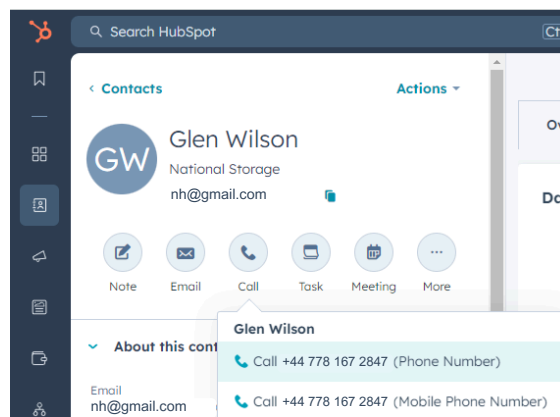 Search HubSpot
Ct
< Contacts
Actions
Ov
GW
Glen Wilson
National Storage
nh@gmail.com
Da
Note Email Call Task Meeting More
Glen Wilson
About this cont
Call +44 778 167 2847 (Phone Number)
Email
nh@gmail.com
Call +44 778 167 2847 (Mobile Phone Number)